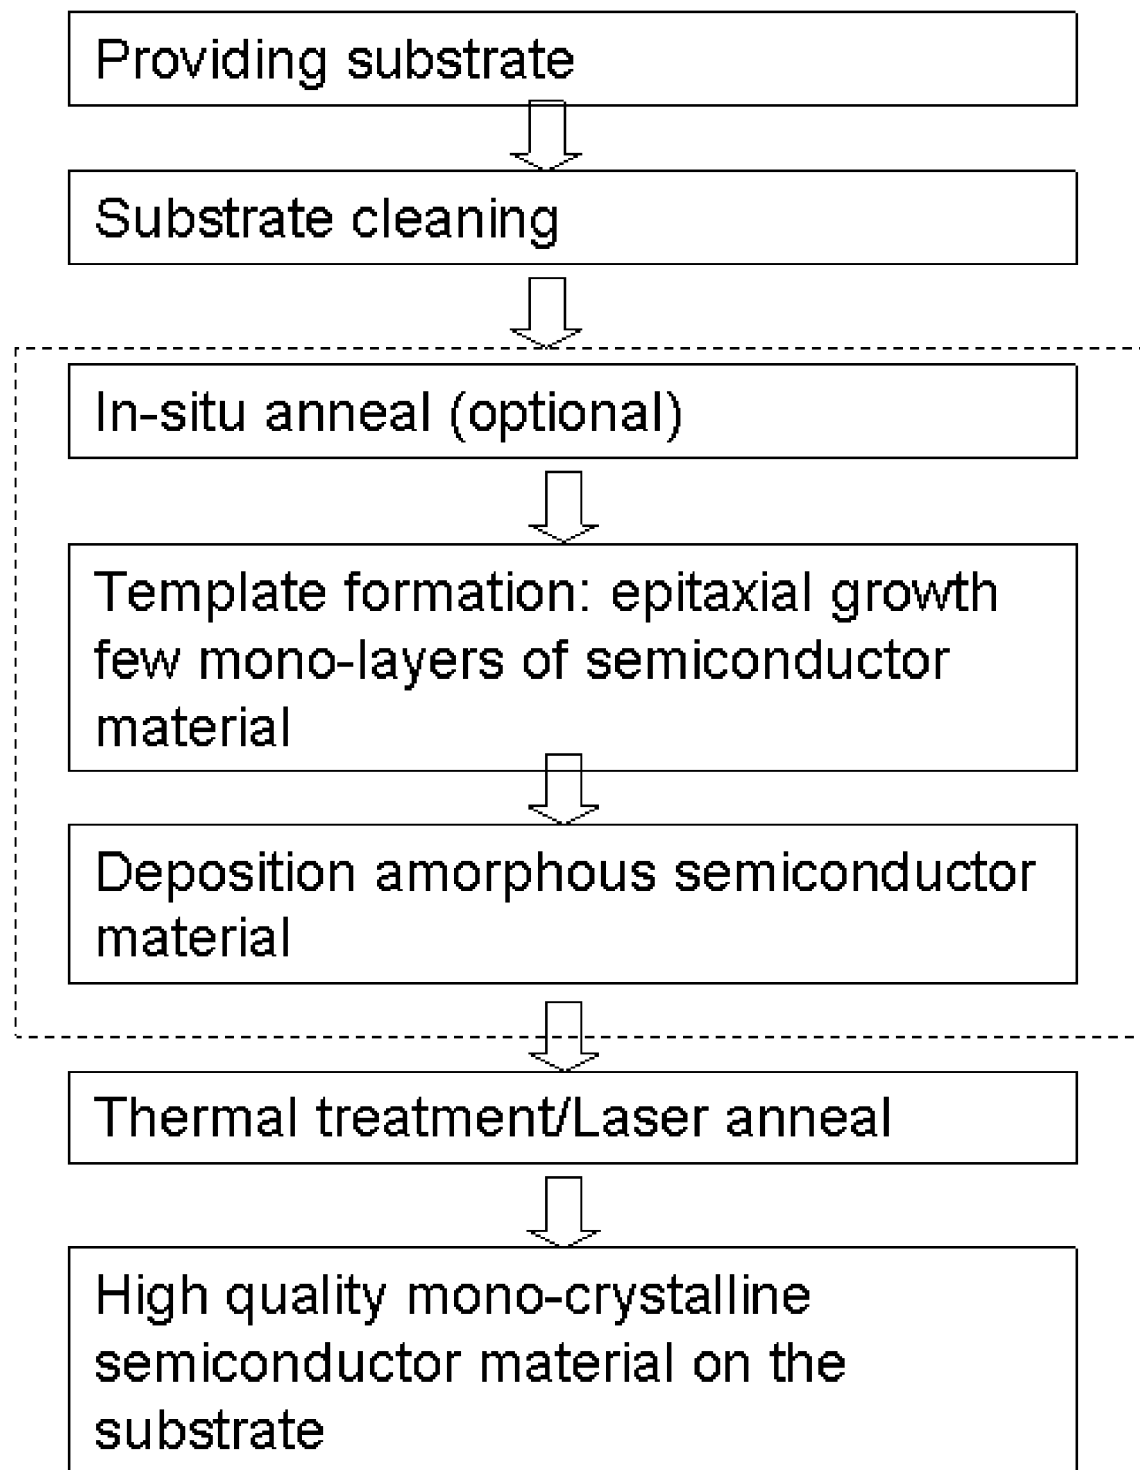 Providing substrate
Substrate cleaning
In-situ anneal (optional)
Template formation: epitaxial growth
few mono-layers of semiconductor
material
Deposition amorphous semiconductor
material
Thermal treatment/Laser anneal
High quality mono-crystalline
semiconductor material on the
substrate